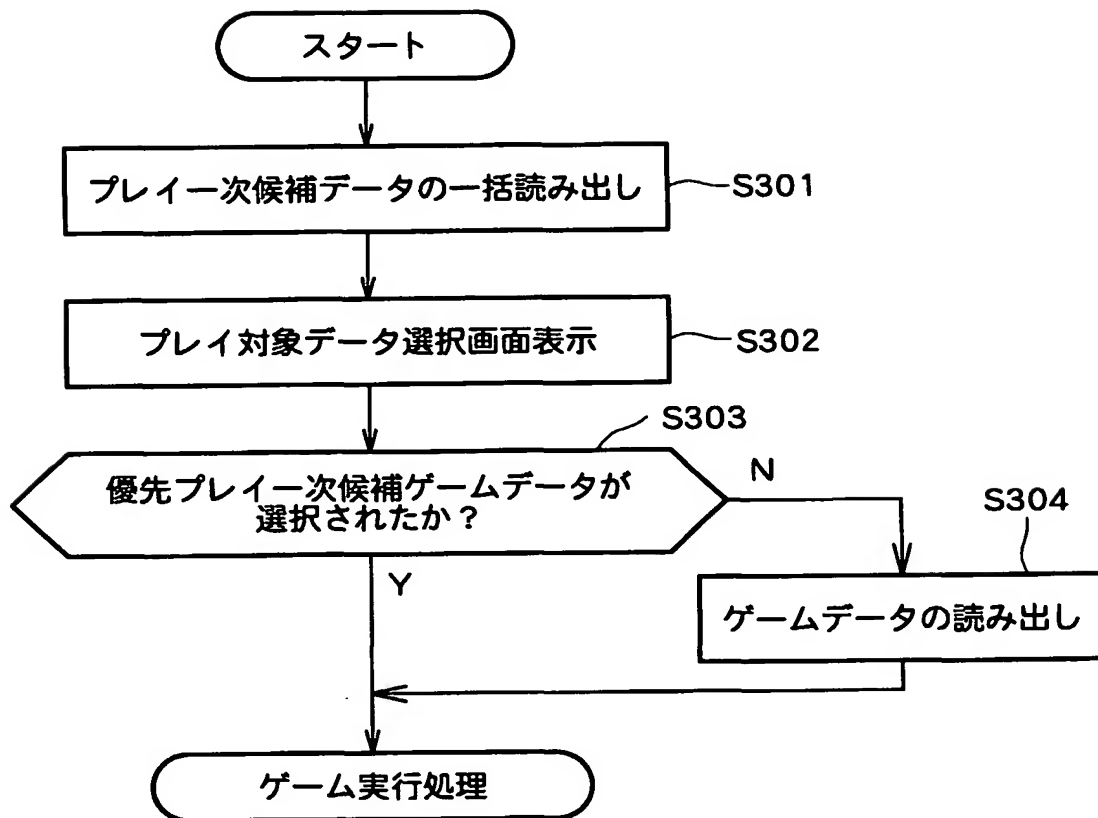 スタート
プレイ一次候補データの一括読み出し
S301
プレイ対象データ選択画面表示
S302
S303
優先プレイ一次候補ゲームデータが
選択されたか？
N
S304
Y
ゲームデータの読み出し
ゲーム実行処理